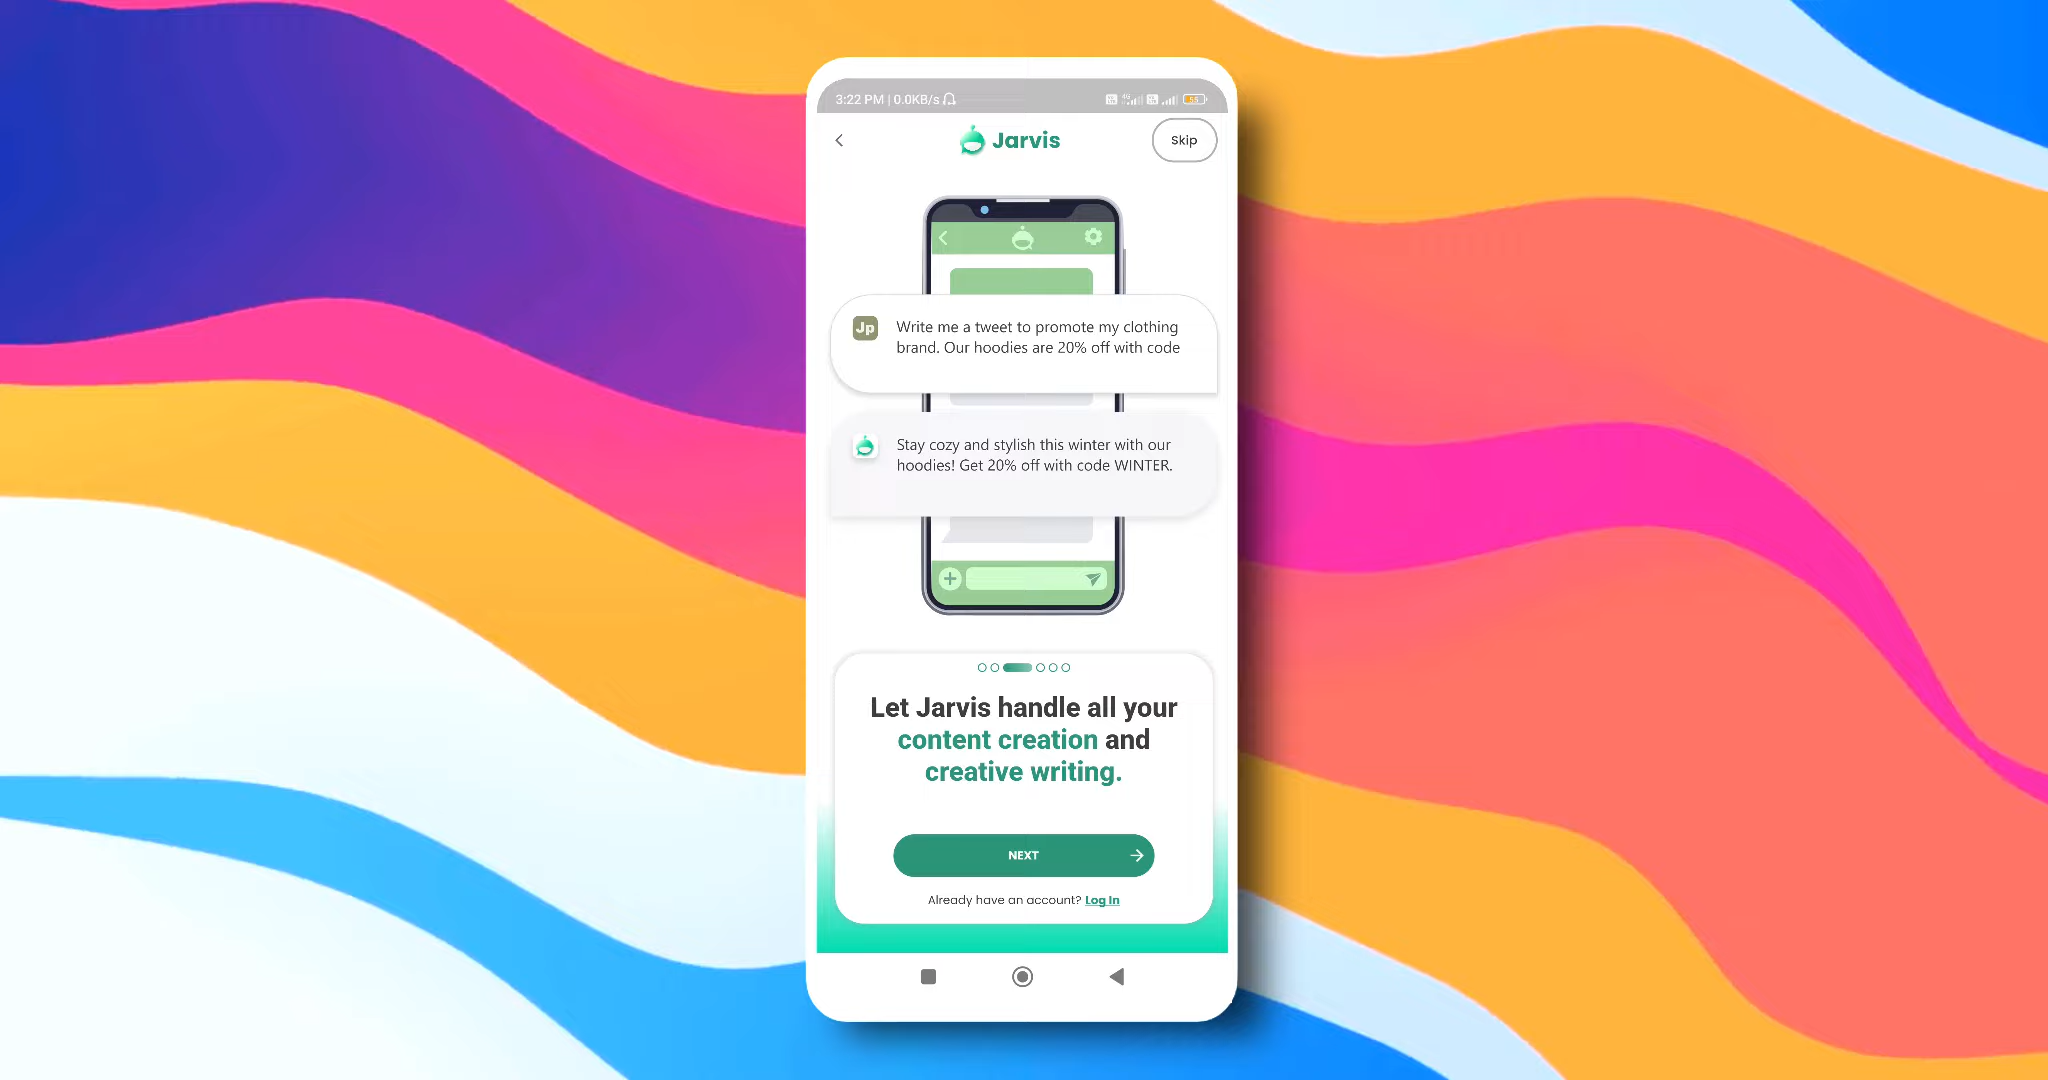 3:22 PM | 0.0KB/s
Jarvis
Skip
Jp
Write me a tweet to promote my clothing
brand. Our hoodies are 20% off with code
Stay cozy and stylish this winter with our
hoodies! Get 20% off with code WINTER.
Let Jarvis handle all your
content creation and
creative writing.
NEXT
Already have an account? Log In